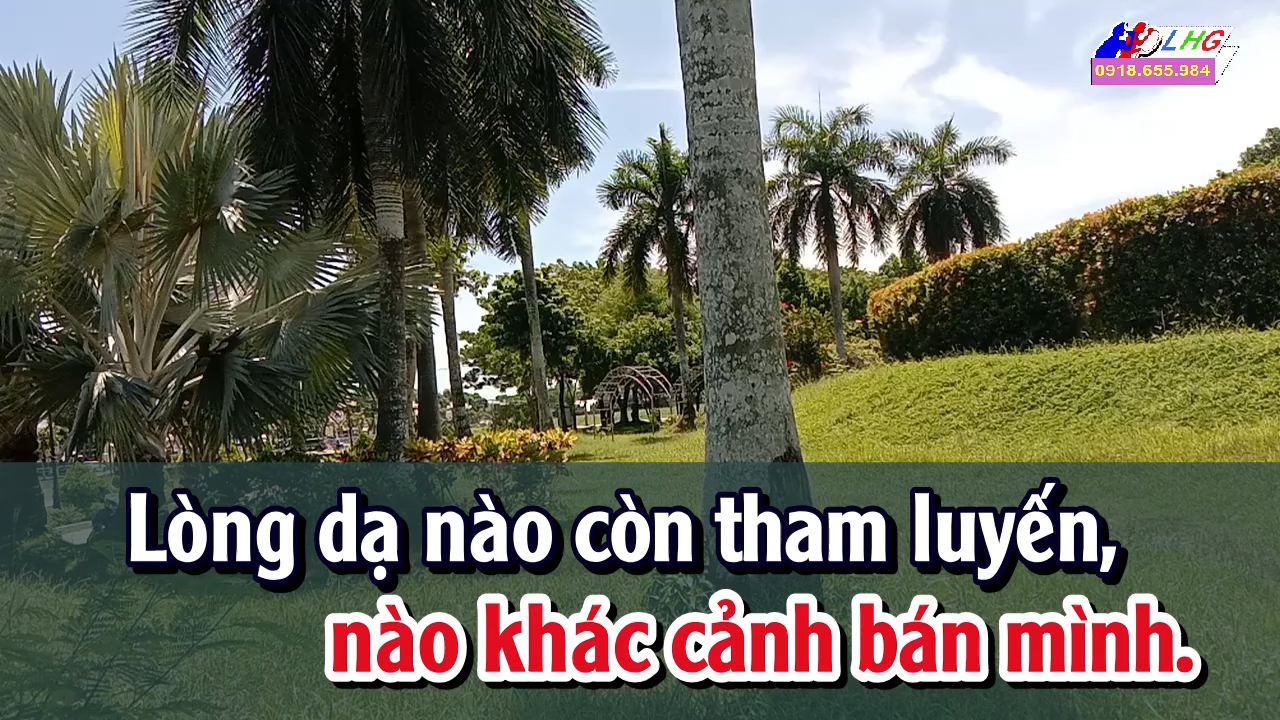 LHG
0918.655.984
Lòng dạ nào còn tham luyến,
nào khác cảnh bán mình.